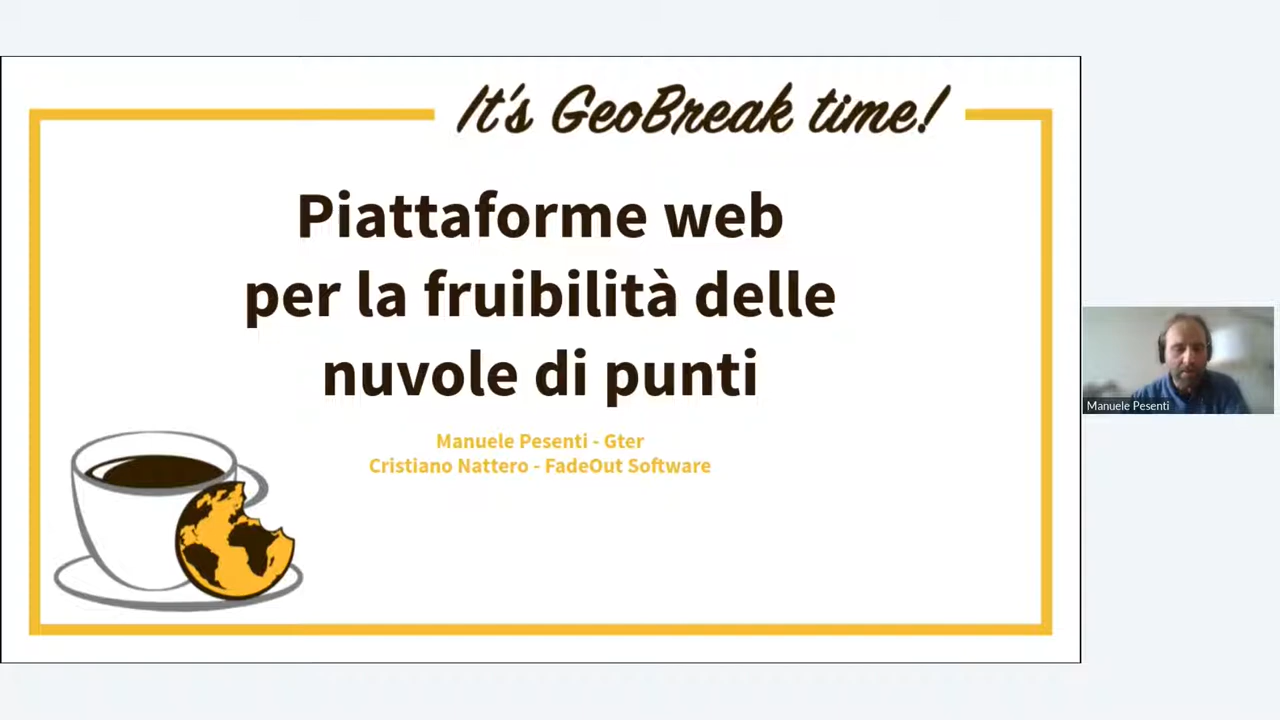 It's GeoBreak time!
Piattaforme web
per la fruibilità delle
nuvole di punti
Manuele Pesenti - Gter
Cristiano Nattero - FadeOut Software
Manuele Pesenti